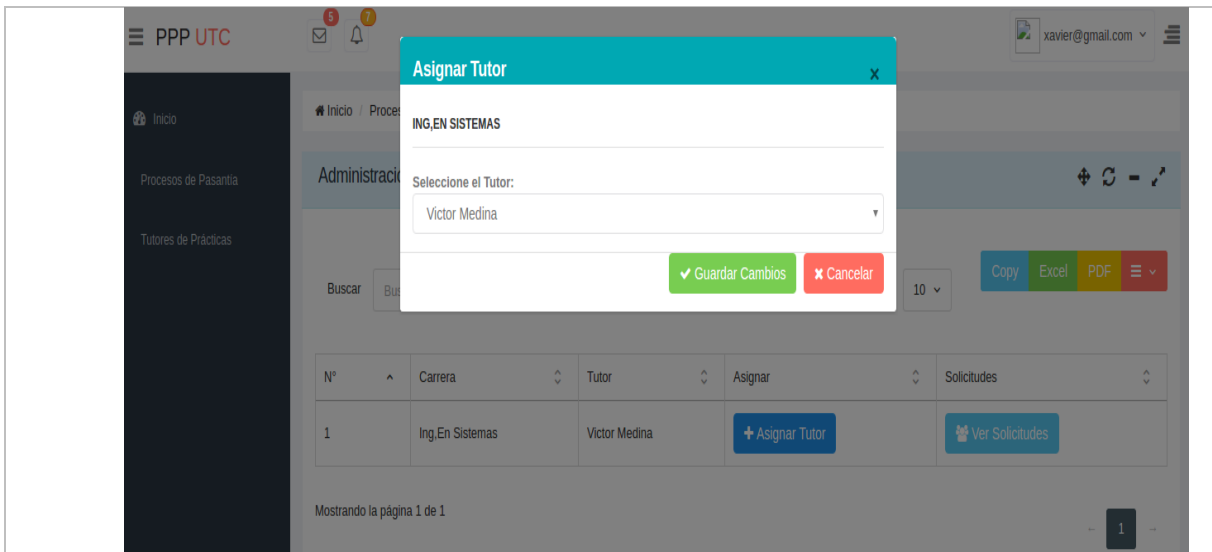 PPP UTC
5
7
xavier@gmail.com
Asignar Tutor
x
Inicio
Inicio / Proces
ING,EN SISTEMAS
Procesos de Pasantia
Administració
Seleccione el Tutor:
Victor Medina
Tutores de Prácticas
Guardar Cambios
Cancelar
Buscar
Bus
10
Copy
Excel
PDF
N°
Carrera
Tutor
Asignar
Solicitudes
1
Ing,En Sistemas
Victor Medina
Asignar Tutor
Ver Solicitudes
Mostrando la página 1 de 1
← 1 →